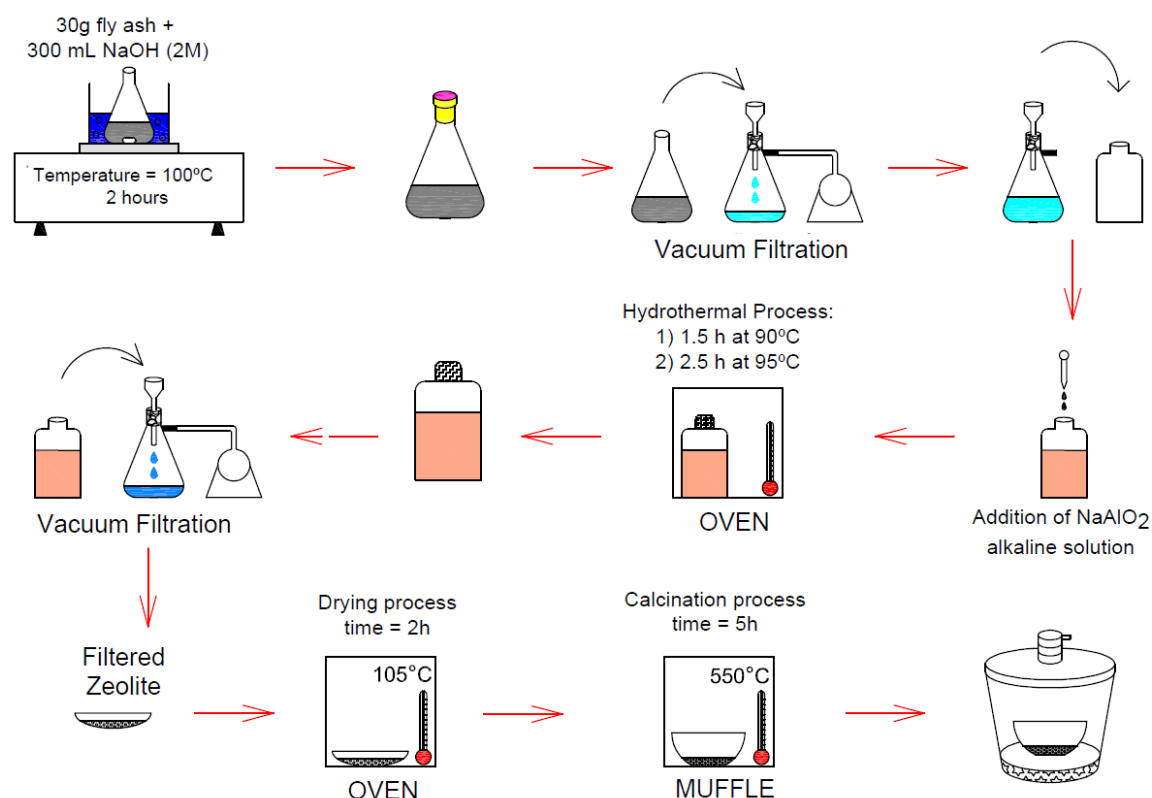 30g fly ash +
300 mL NaOH (2M)
Temperature = 100ºC
2 hours
Vacuum Filtration
Hydrothermal Process:
1) 1.5 h at 90ºC
2) 2.5 h at 95ºC
OVEN
Addition of NaAlO2
alkaline solution
Vacuum Filtration
Filtered
Zeolite
Drying process
time = 2h
105°C
OVEN
Calcination process
time = 5h
550°C
MUFFLE